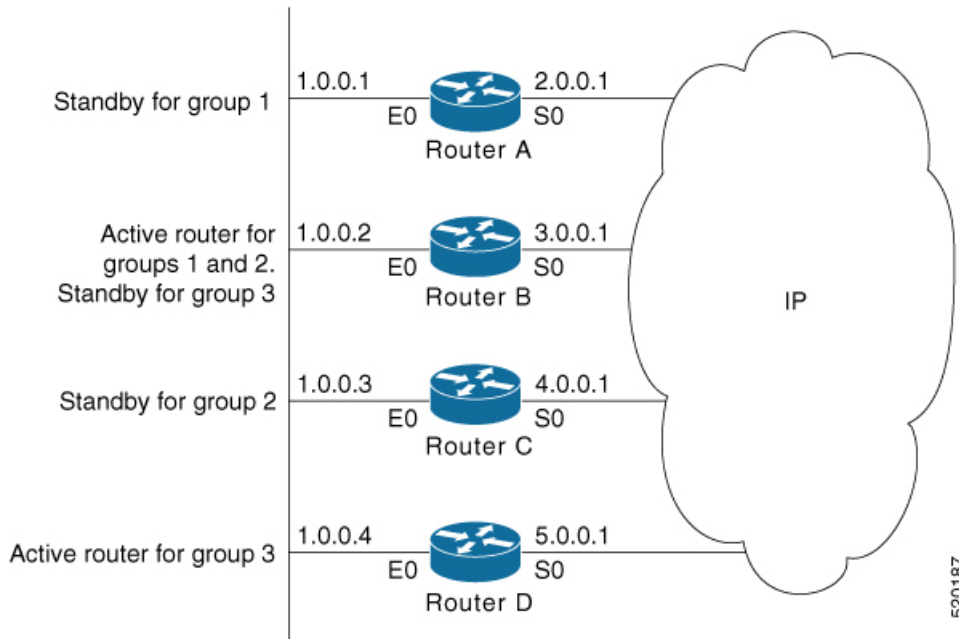 Standby for group 1
1.0.0.1
2.0.0.1
E0
S0
Router A
Active router for
groups 1 and 2.
Standby for group 3
1.0.0.2
3.0.0.1
E0
S0
Router B
IP
Standby for group 2
1.0.0.3
4.0.0.1
E0
S0
Router C
Active router for group 3
1.0.0.4
5.0.0.1
E0
S0
Router D
520187